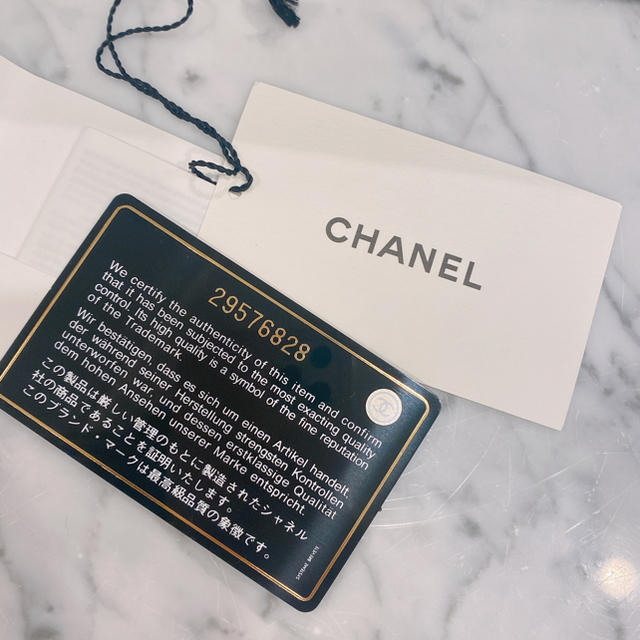 CHANEL
29576828
We certify the authenticity of this item and confirm
that it has been subjected to the most exacting quality
control. Its high quality is a symbol of the fine reputation
of the Trademark.
Wir bestätigen, dass es sich um einen Artikel handelt,
der während seiner Herstellung strengsten Kontrollen
unterworfen war und dessen erstklassige Qualität
dem hohen Ansehen unserer Marke entspricht.
この製品は厳しい管理のもとに製造されたシャネル
社の商品であることを証明いたします。
このブランド・マークは最高級品質の象徴です。
SYSTEME BREVETE